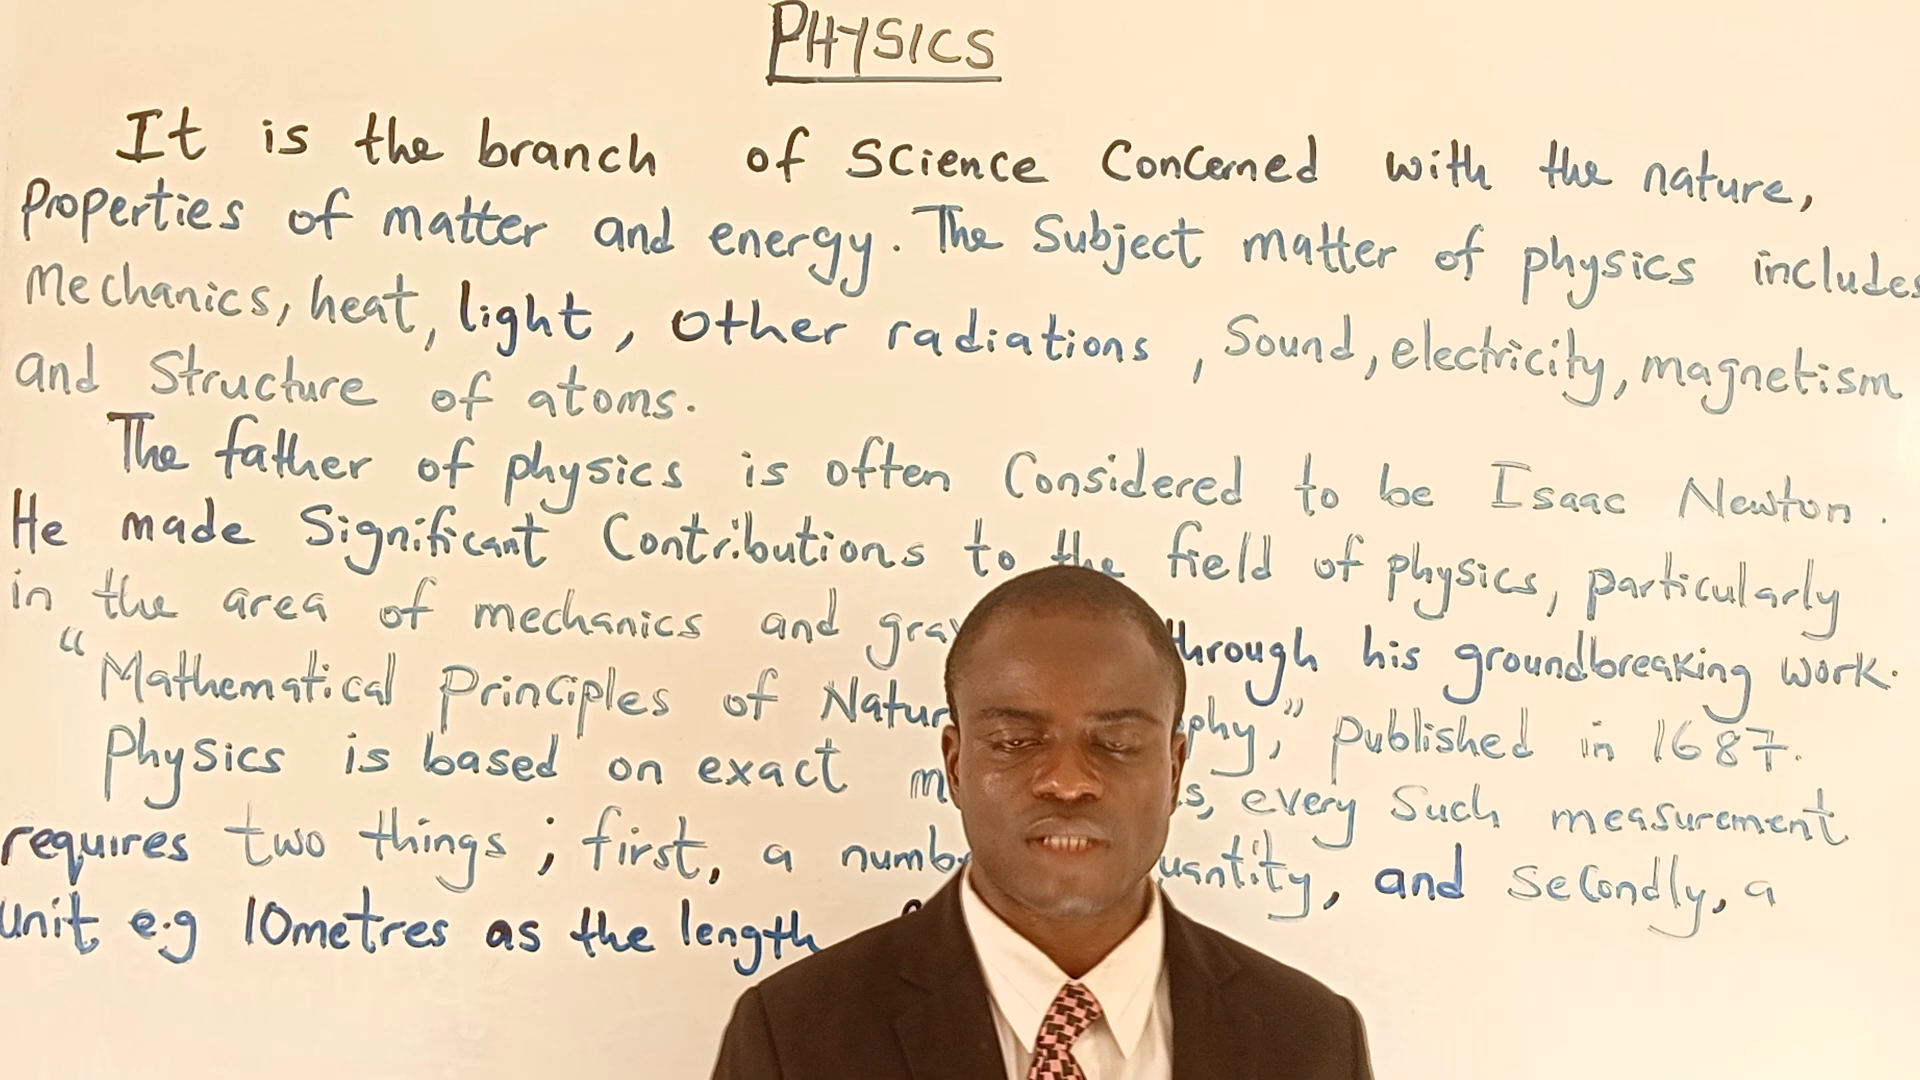 PHYSICS
It is the branch of science concerned with the nature,
properties of matter and energy. The subject matter of physics includes
mechanics, heat, light, other radiations, sound, electricity, magnetism
and structure of atoms.
The father of physics is often considered to be Isaac Newton.
He made significant contributions to the field of physics, particularly
in the area of mechanics and through his groundbreaking work.
"Mathematical Principles of published in 1687.
Physics is based on exact every such measurement
requires two things; first, a and secondly, a
unit e.g 10metres as the length